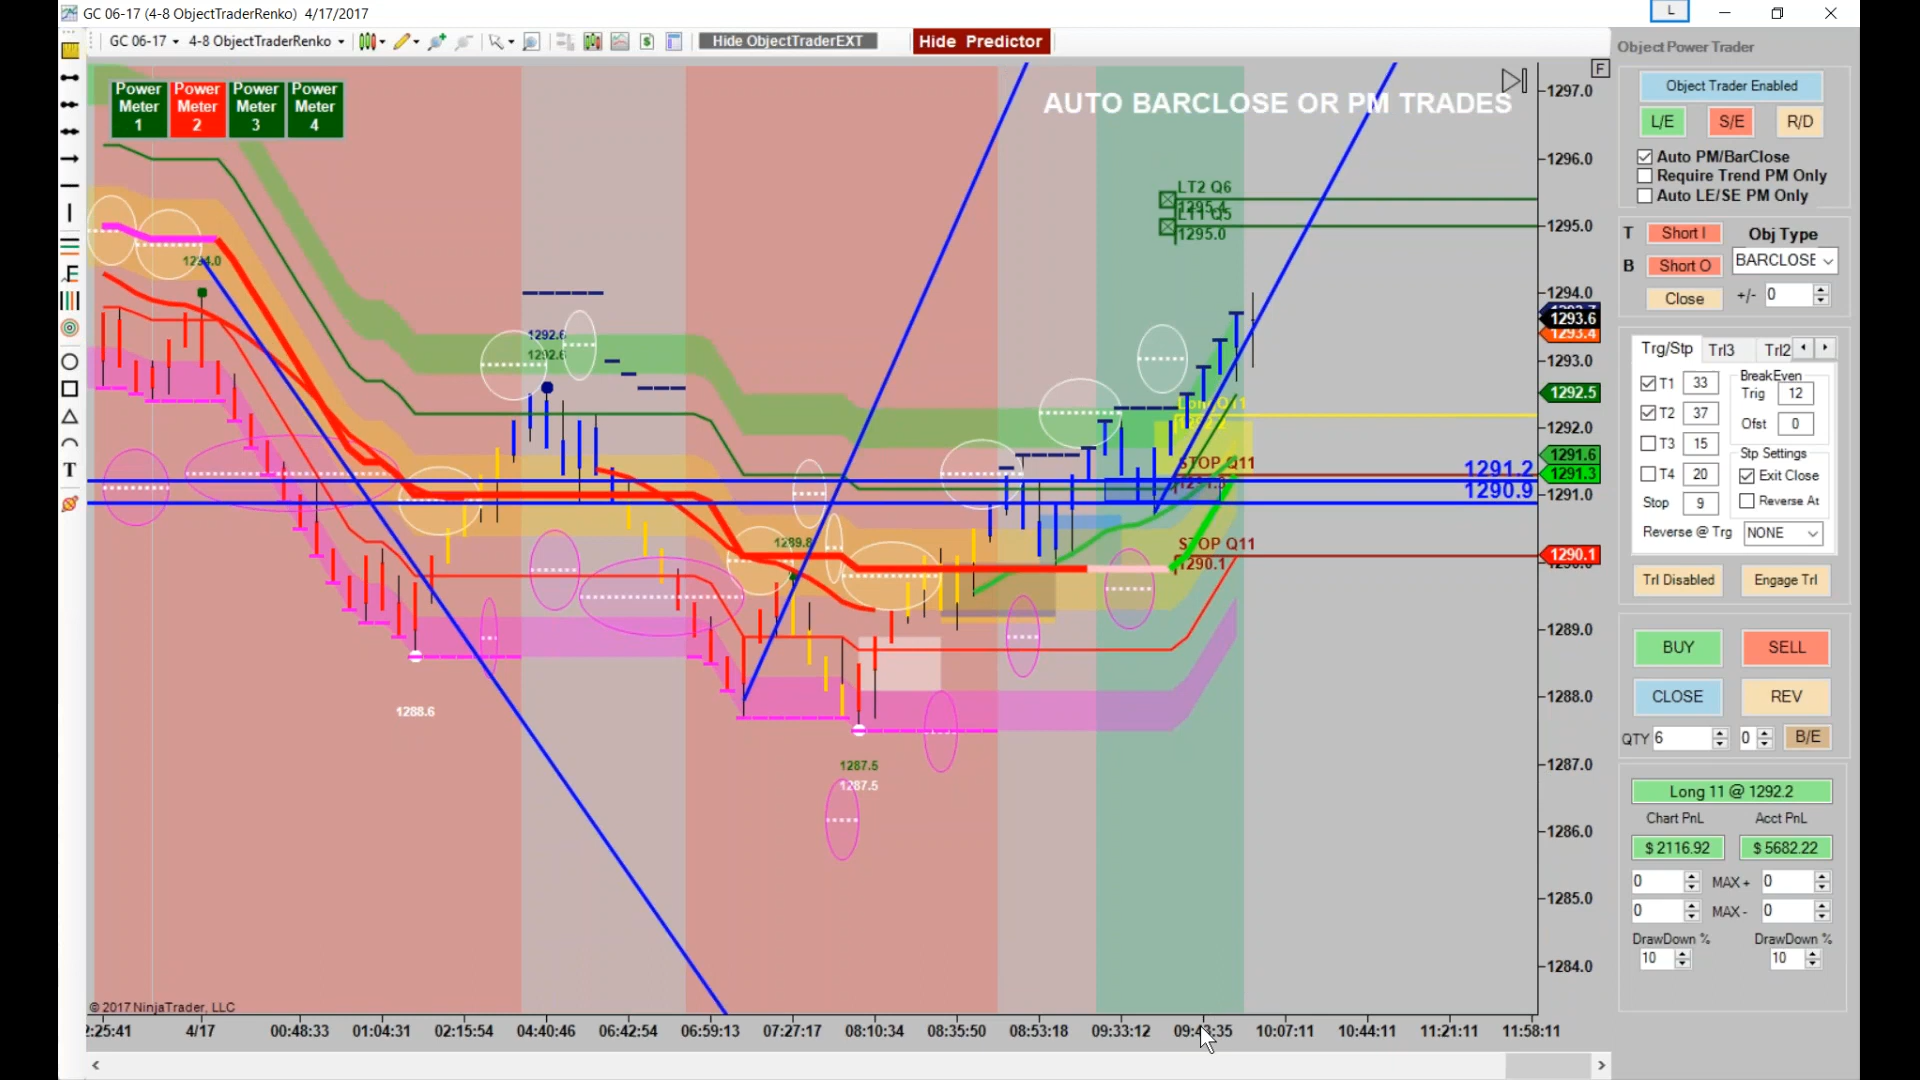 GC 06-17 (4-8 ObjectTraderRenko) 4/17/2017
L
GC 06-17 4-8 ObjectTraderRenko
Hide ObjectTraderEXT
Hide Predictor
Object Power Trader
F
Power Meter 1
Power Meter 2
Power Meter 3
Power Meter 4
AUTO BARCLOSE OR PM TRADES
Object Trader Enabled
L/E S/E R/D
Auto PM/BarClose
Require Trend PM Only
Auto LE/SE PM Only
T Short I Obj Type
B Short O BARCLOSE
Close +/- 0
Trg/Stp Trl3 Trl2
T1 33 BreakEven
Trig 12
T2 37 Ofst 0
T3 15 Stp Settings
T4 20 Exit Close
Stop 9 Reverse At
Reverse @ Trg NONE
Trl Disabled Engage Trl
BUY SELL
CLOSE REV
QTY 6 0 B/E
Long 11 @ 1292.2
Chart PnL Acct PnL
$ 2116.92 $ 5682.22
0 MAX + 0
0 MAX - 0
DrawDown % DrawDown %
10 10
LT2 Q6
1295.4
LT1 Q5
1295.0
1292.6
1292.6
STOP Q11
1291.2
1290.9
STOP Q11
1290.1
1289.8
1288.6
1287.5
1287.5
1297.0
1296.0
1295.0
1294.0
1293.6
1293.4
1293.0
1292.5
1292.0
1291.6
1291.3
1291.0
1290.1
1289.0
1288.0
1287.0
1286.0
1285.0
1284.0
© 2017 NinjaTrader, LLC
4/17 00:48:33 01:04:31 02:15:54 04:40:46 06:42:54 06:59:13 07:27:17 08:10:34 08:35:50 08:53:18 09:33:12 10:07:11 10:44:11 11:21:11 11:58:11